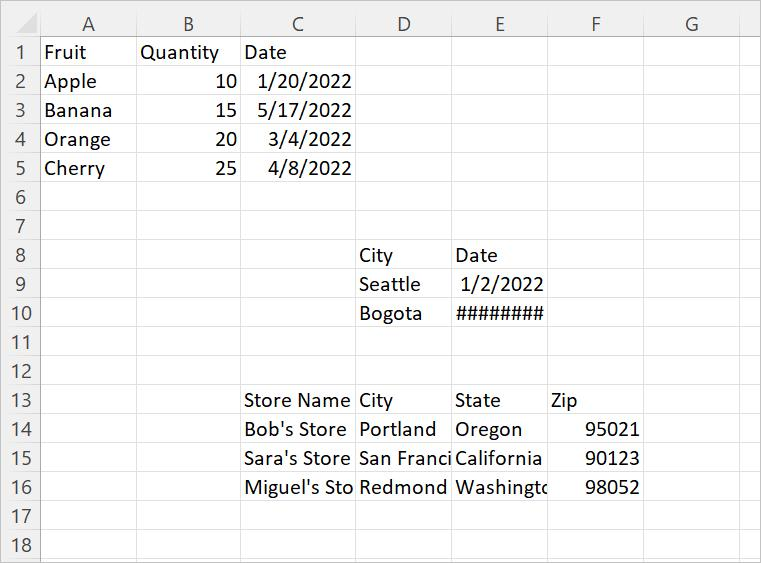 A B C D E F G
1 Fruit Quantity Date
2 Apple 10 1/20/2022
3 Banana 15 5/17/2022
4 Orange 20 3/4/2022
5 Cherry 25 4/8/2022
6
7
8 City Date
9 Seattle 1/2/2022
10 Bogota ########
11
12
13 Store Name City State Zip
14 Bob's Store Portland Oregon 95021
15 Sara's Store San Franci California 90123
16 Miguel's Sto Redmond Washingto 98052
17
18